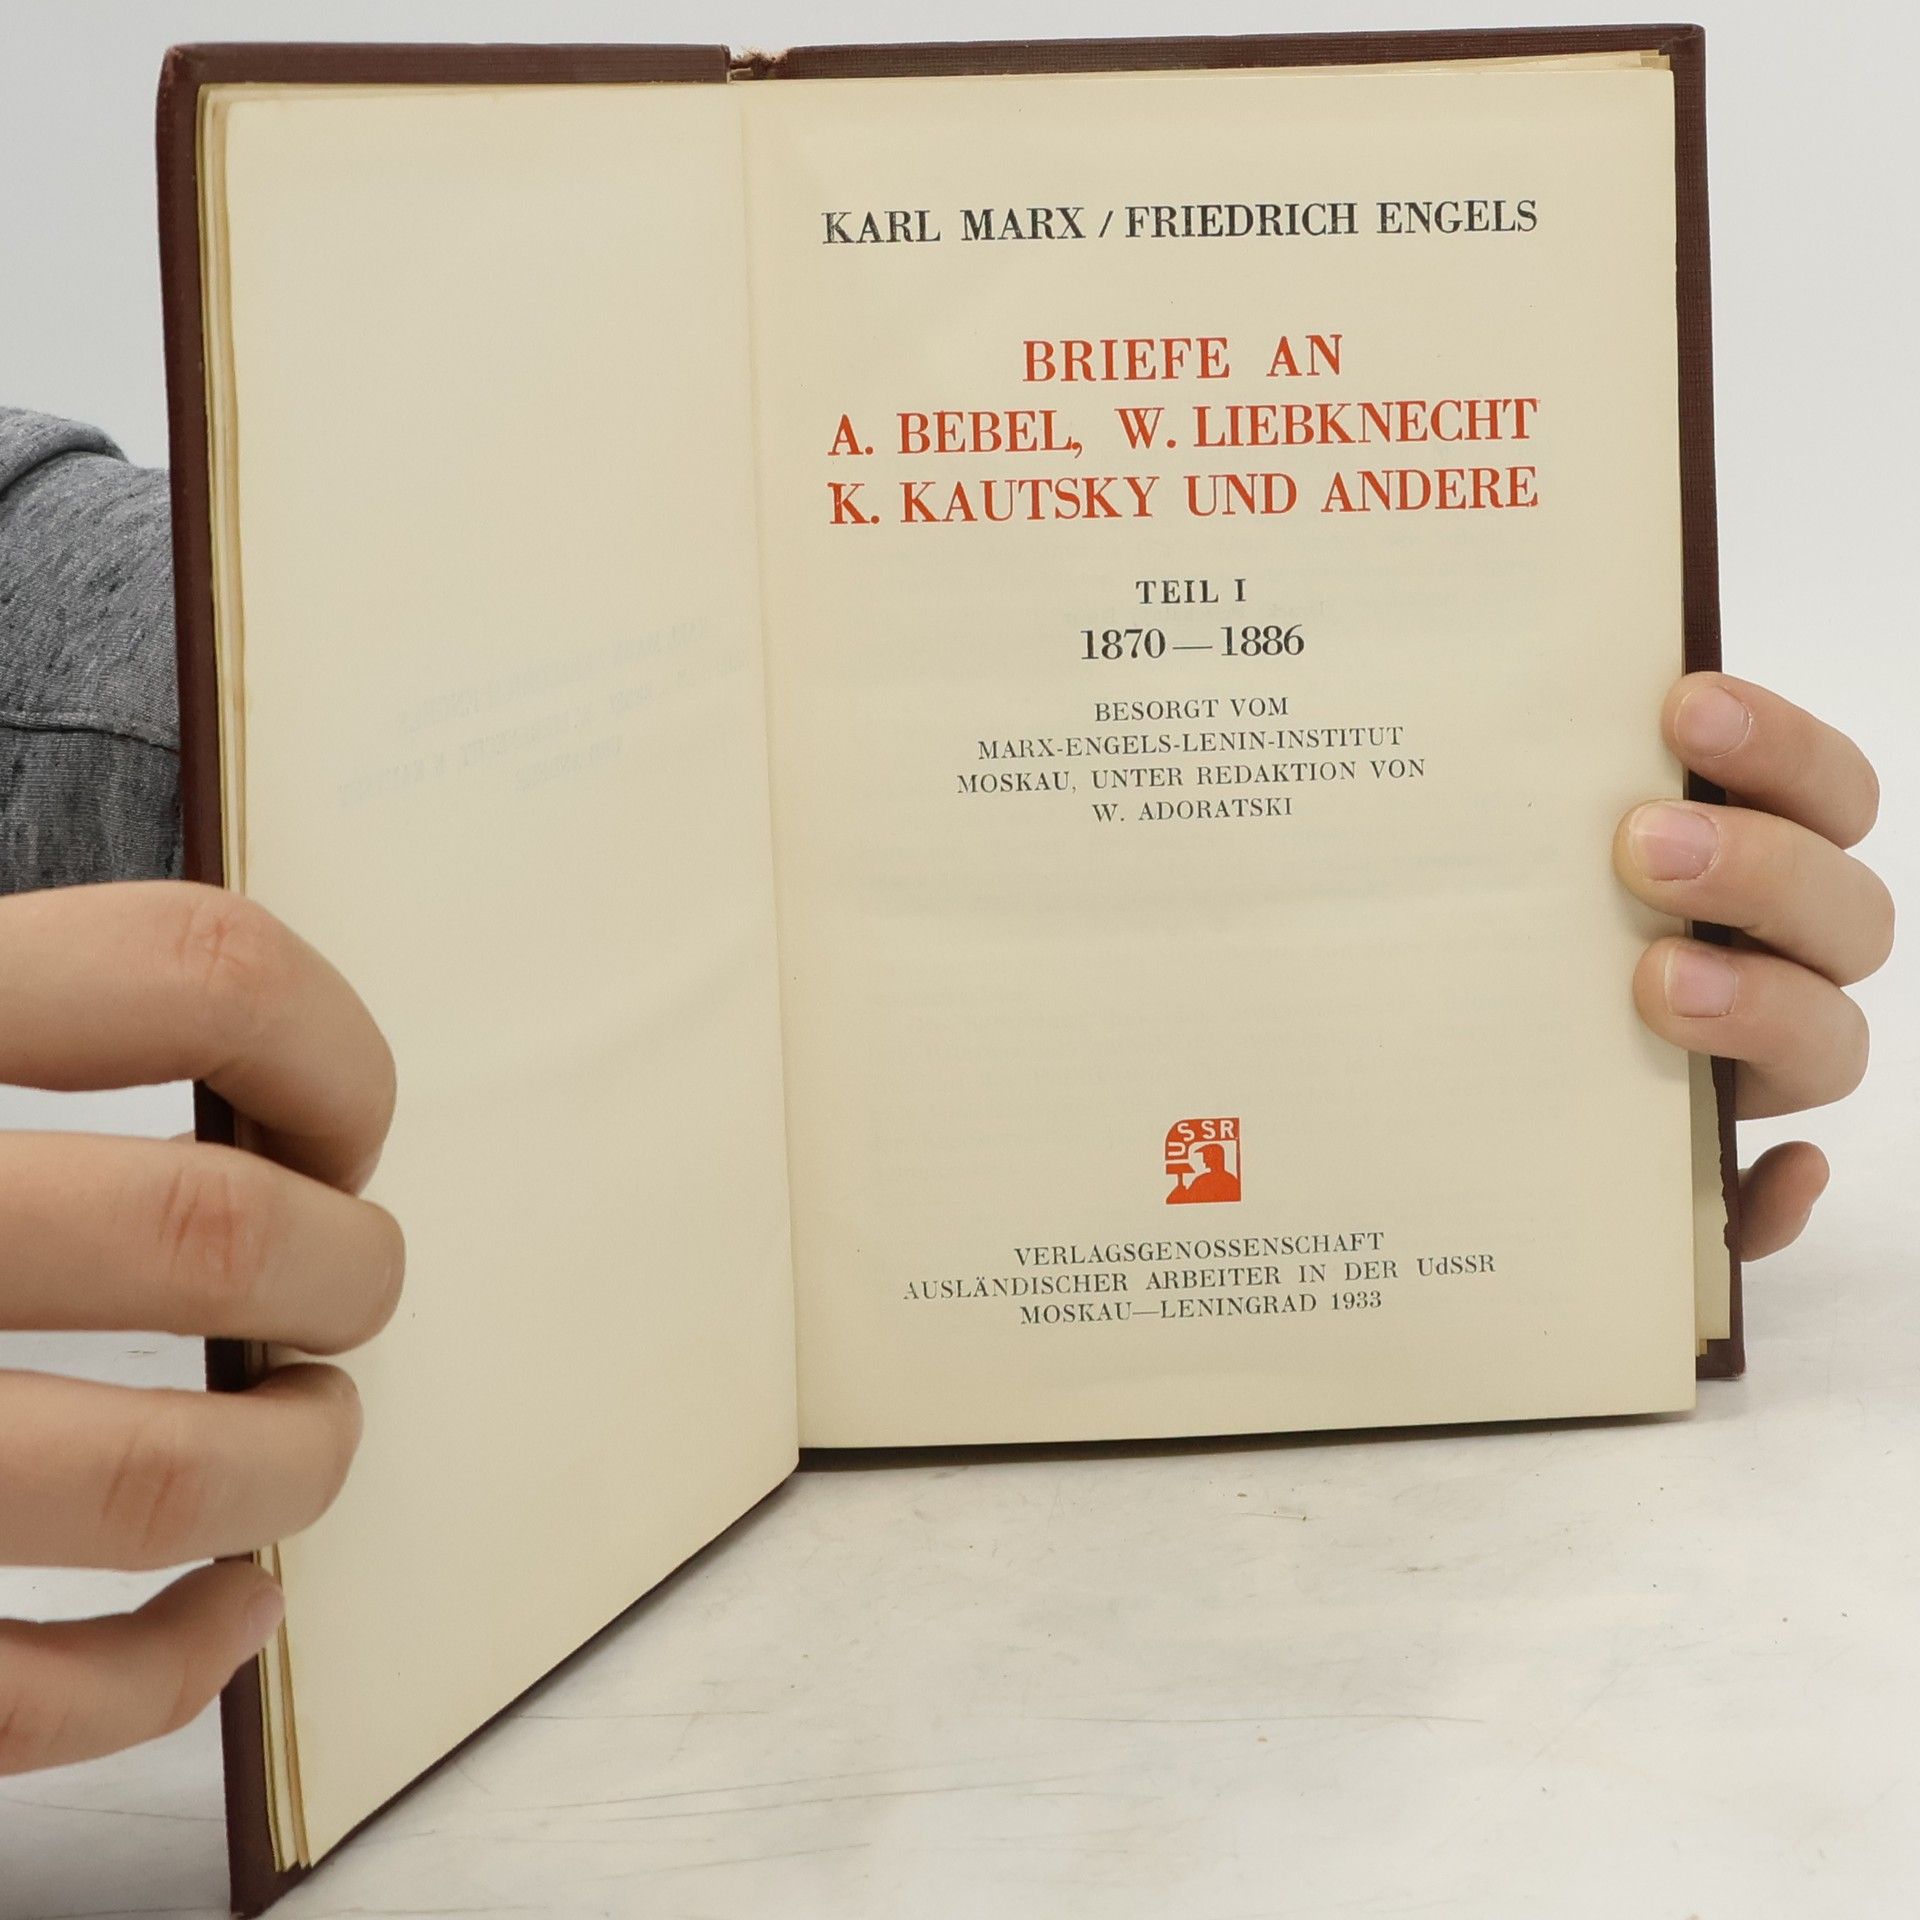 KARL MARX / FRIEDRICH ENGELS
BRIEFE AN
A. BEBEL, W. LIEBKNECHT
K. KAUTSKY UND ANDERE
TEIL I
1870 — 1886
BESORGT VOM
MARX-ENGELS-LENIN-INSTITUT
MOSKAU, UNTER REDAKTION VON
W. ADORATSKI
USSR
VERLAGSGENOSSENSCHAFT
AUSLÄNDISCHER ARBEITER IN DER UdSSR
MOSKAU—LENINGRAD 1933